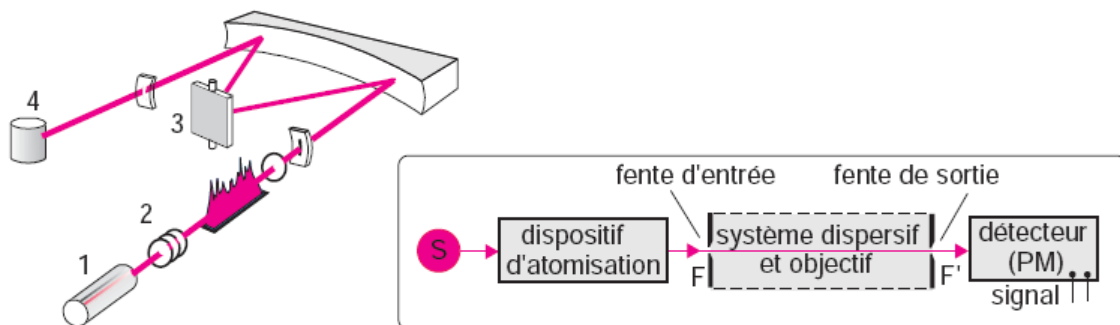 4
3
2
1
fente d'entrée
fente de sortie
S
dispositif
d'atomisation
F
système dispersif
et objectif
F'
détecteur
(PM)
signal